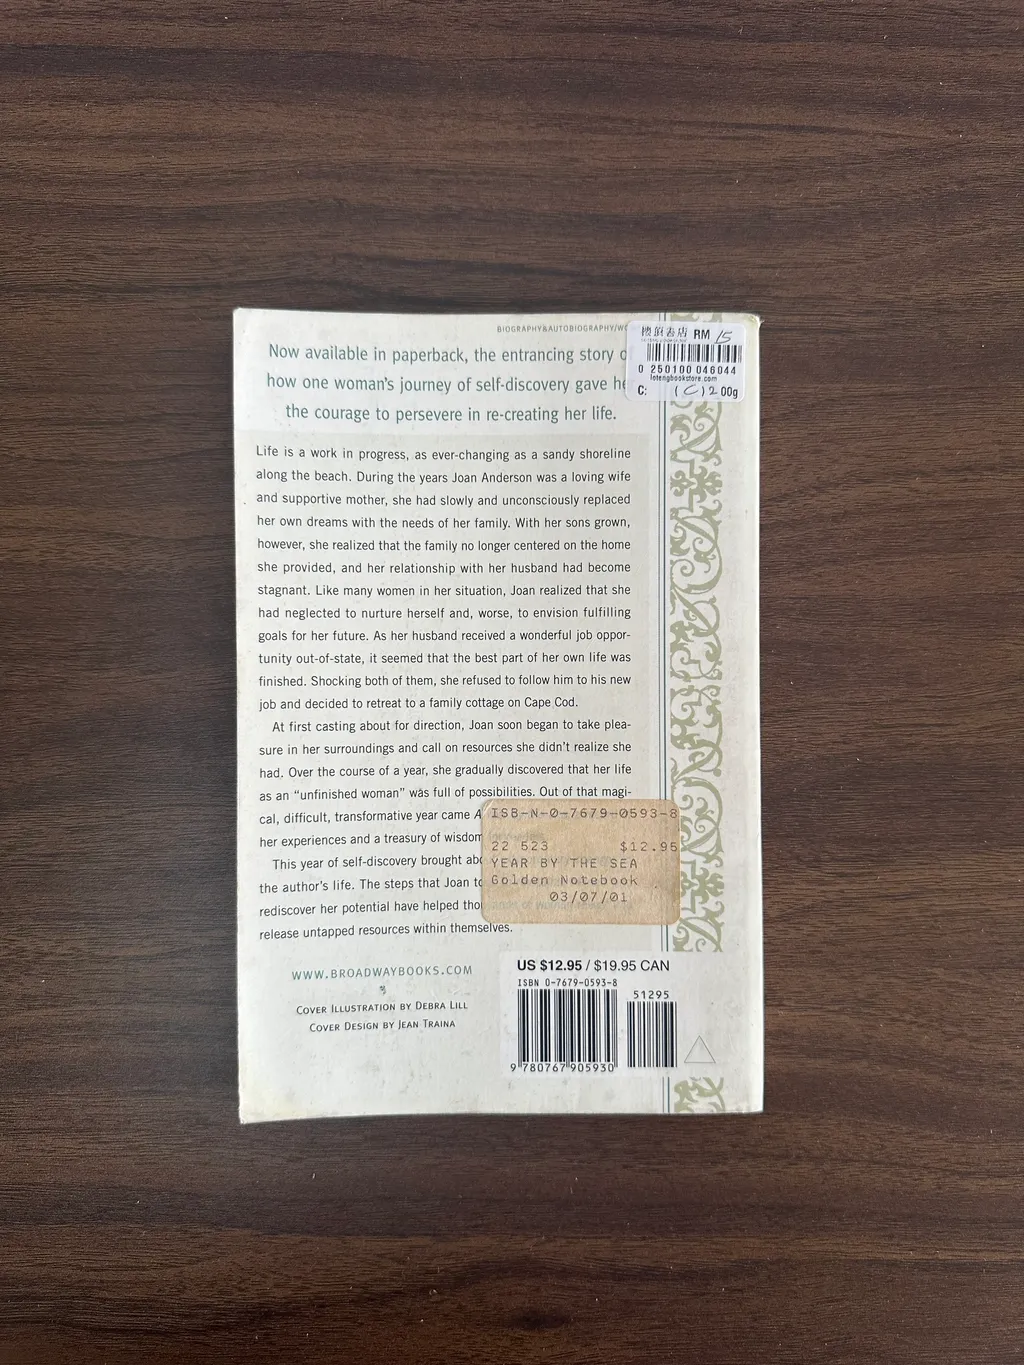 BIOGRAPHY&AUTOBIOGRAPHY/WO
Now available in paperback, the entrancing story o
how one woman's journey of self-discovery gave he
the courage to persevere in re-creating her life.
樓頂書店 RM 15
0 250100 046044
lotengbookstore.com
C: (C)200g
Life is a work in progress, as ever-changing as a sandy shoreline
along the beach. During the years Joan Anderson was a loving wife
and supportive mother, she had slowly and unconsciously replaced
her own dreams with the needs of her family. With her sons grown,
however, she realized that the family no longer centered on the home
she provided, and her relationship with her husband had become
stagnant. Like many women in her situation, Joan realized that she
had neglected to nurture herself and, worse, to envision fulfilling
goals for her future. As her husband received a wonderful job oppor-
tunity out-of-state, it seemed that the best part of her own life was
finished. Shocking both of them, she refused to follow him to his new
job and decided to retreat to a family cottage on Cape Cod.
At first casting about for direction, Joan soon began to take plea-
sure in her surroundings and call on resources she didn't realize she
had. Over the course of a year, she gradually discovered that her life
as an "unfinished woman" was full of possibilities. Out of that magi-
cal, difficult, transformative year came A
her experiences and a treasury of wisdom
This year of self-discovery brought abo
the author's life. The steps that Joan to
rediscover her potential have helped thou
release untapped resources within themselves.
ISB-N-0-7679-0593-8
22 523 $12.95
YEAR BY THE SEA
Golden Notebook
03/07/01
WWW.BROADWAYBOOKS.COM
COVER ILLUSTRATION BY DEBRA LILL
COVER DESIGN BY JEAN TRAINA
US $12.95 / $19.95 CAN
ISBN 0-7679-0593-8
51295
9 780767 905930